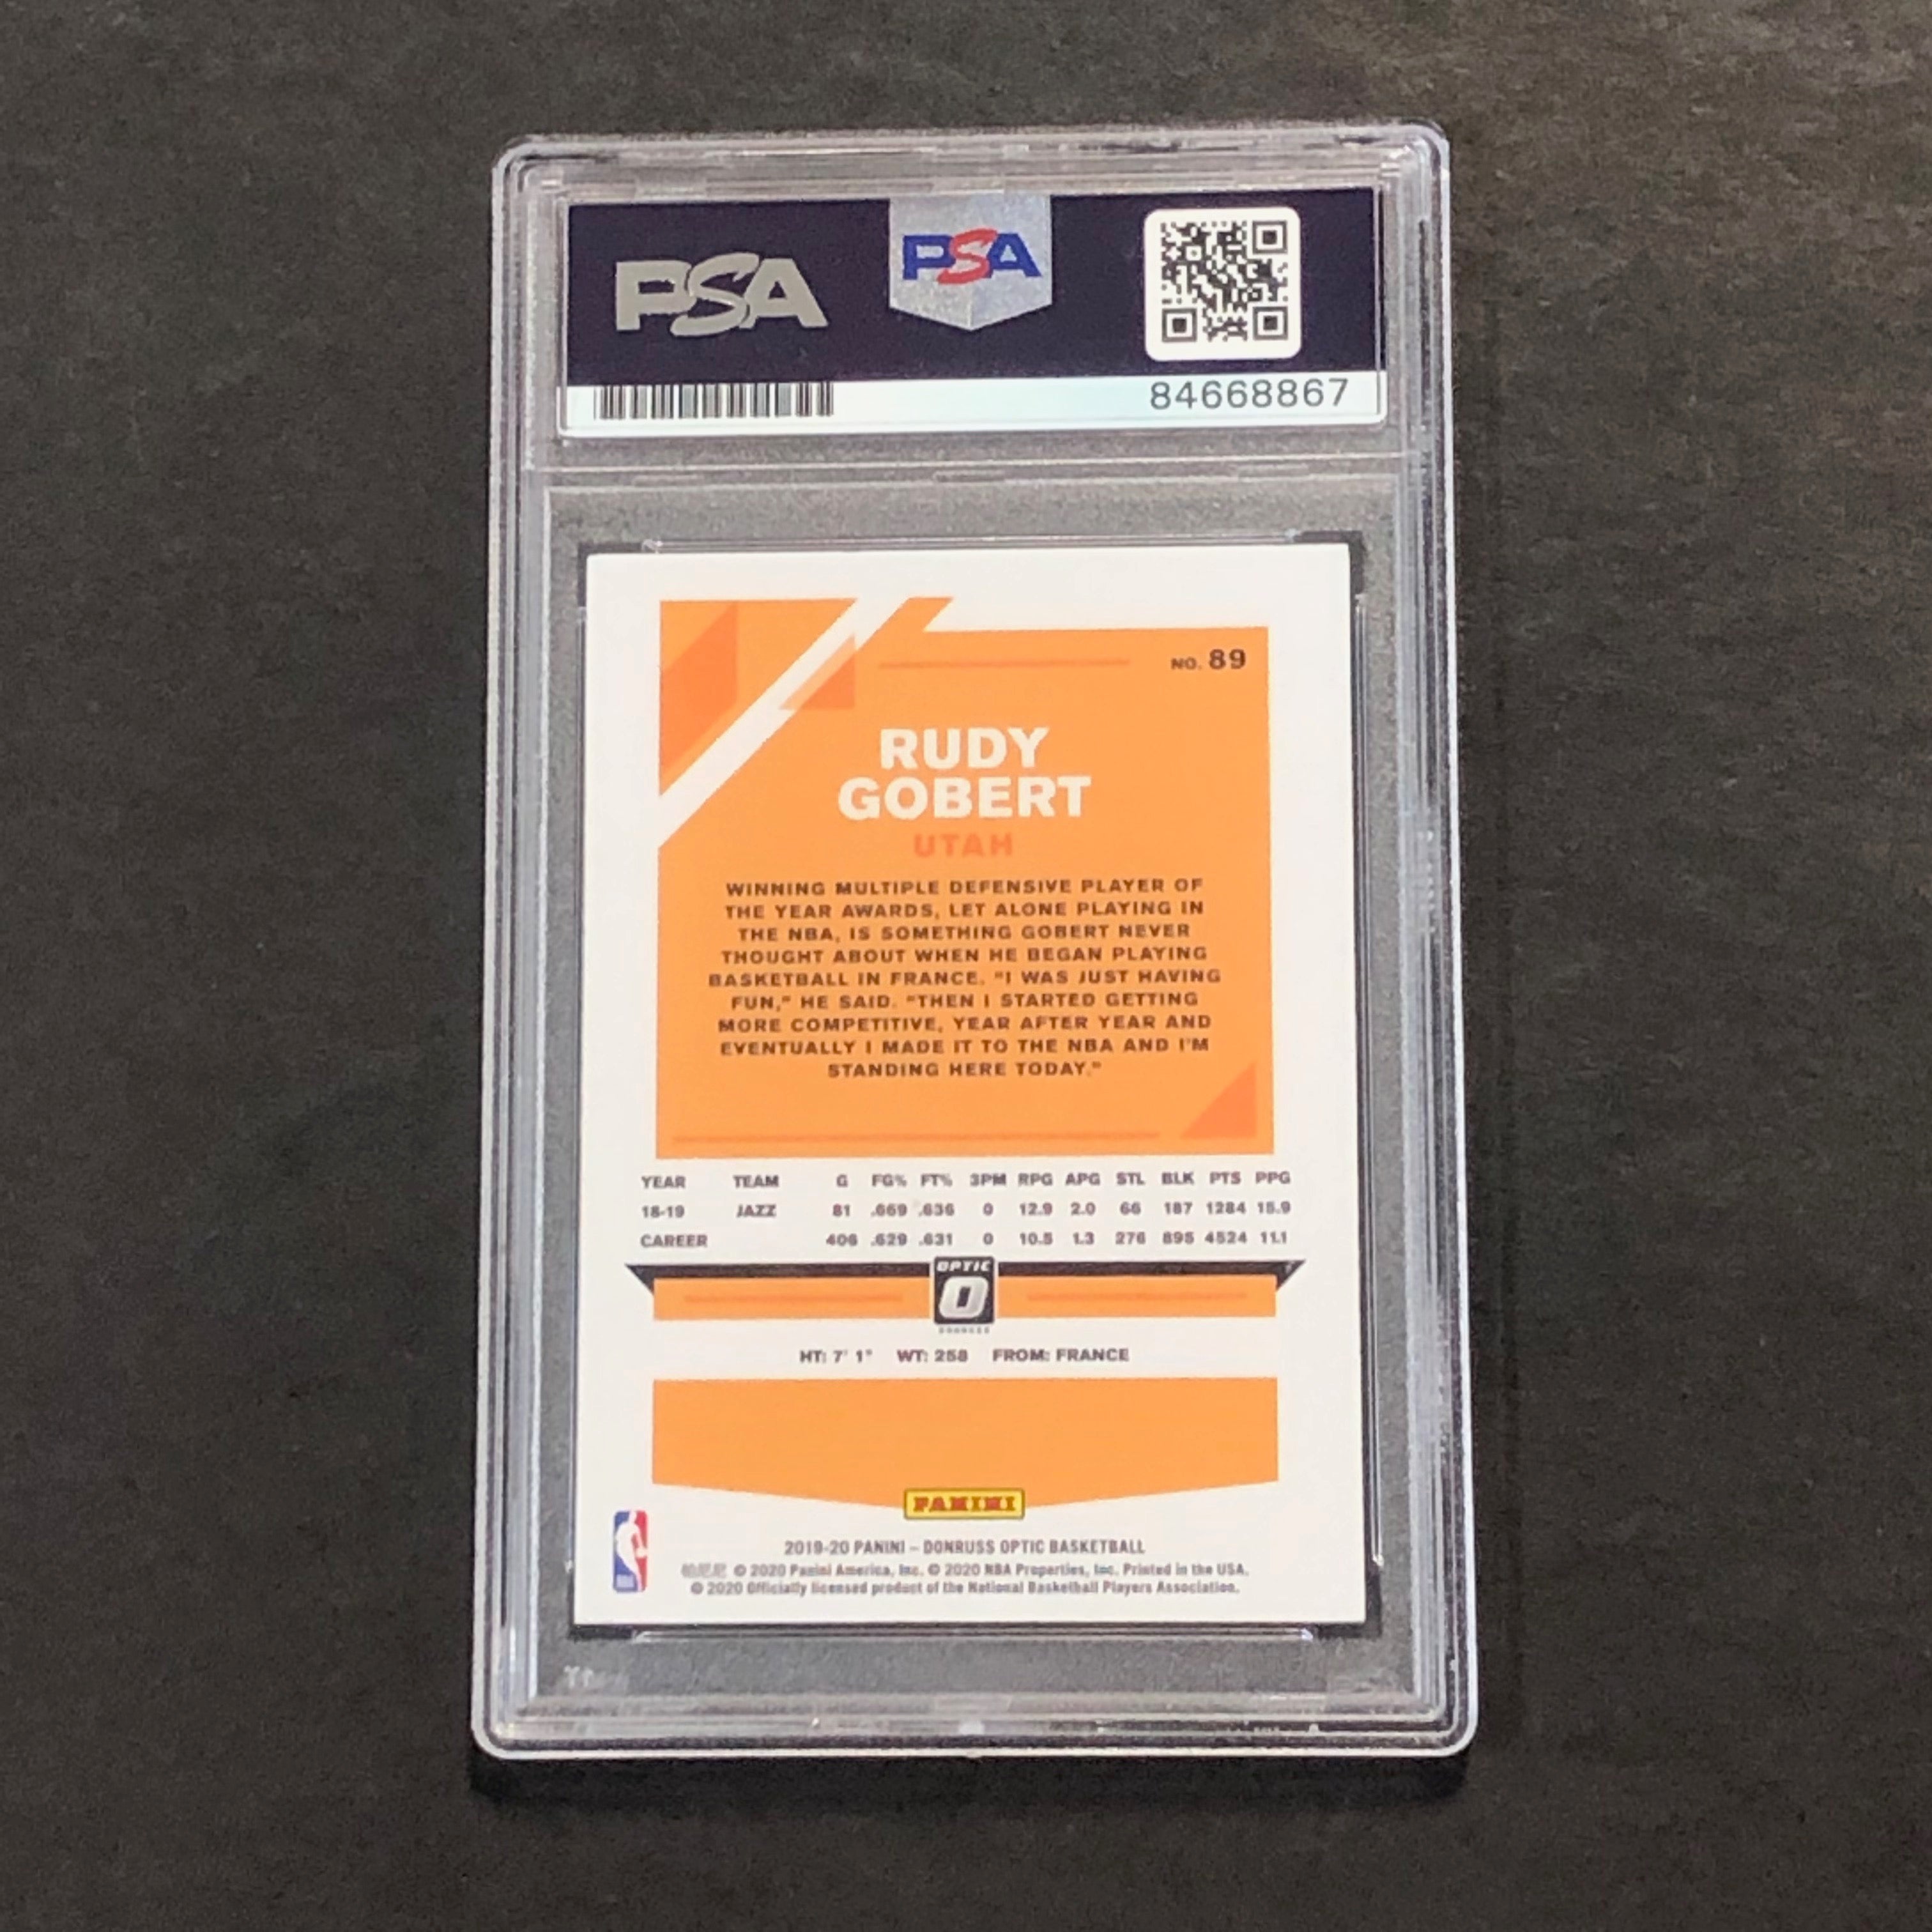 PSA
PSA
84668867
NO. 89
RUDY
GOBERT
UTAH
WINNING MULTIPLE DEFENSIVE PLAYER OF
THE YEAR AWARDS, LET ALONE PLAYING IN
THE NBA, IS SOMETHING GOBERT NEVER
THOUGHT ABOUT WHEN HE BEGAN PLAYING
BASKETBALL IN FRANCE. "I WAS JUST HAVING
FUN," HE SAID. "THEN I STARTED GETTING
MORE COMPETITIVE, YEAR AFTER YEAR AND
EVENTUALLY I MADE IT TO THE NBA AND I'M
STANDING HERE TODAY."
YEAR TEAM G FG% FT% 3PM RPG APG STL BLK PTS PPG
18-19 JAZZ 81 .669 .636 0 12.9 2.0 66 187 1284 15.9
CAREER 406 .629 .631 0 10.5 1.3 276 895 4524 11.1
OPTIC
O
DONRUSS
HT: 7' 1" WT: 258 FROM: FRANCE
PANINI
2019-20 PANINI – DONRUSS OPTIC BASKETBALL
帕尼尼 © 2020 Panini America, Inc. © 2020 NBA Properties, Inc. Printed in the USA.
© 2020 Officially licensed product of the National Basketball Players Association.
NBA